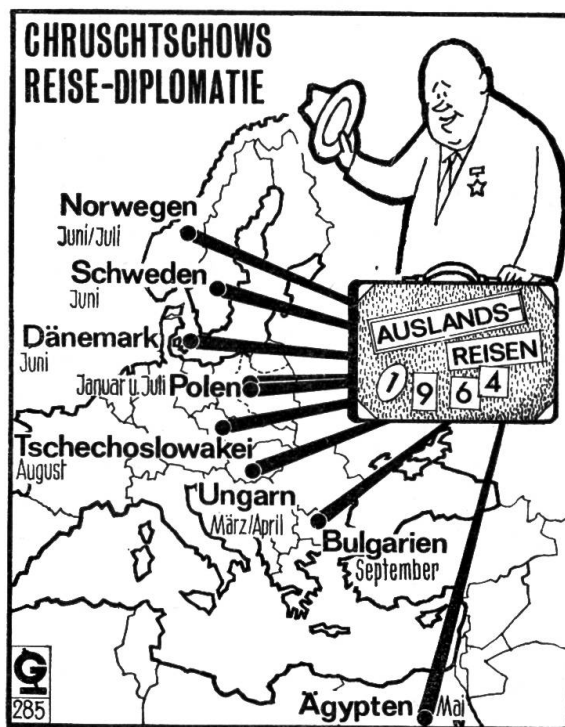 CHRUSCHTSCHOWS
REISE-DIPLOMATIE
Norwegen
Juni/Juli
Schweden
Juni
Dänemark
Juni
Januar u. Juli Polen
Tschechoslowakei
August
Ungarn
März/April
Bulgarien
September
Ägypten Mai
AUSLANDS-
REISEN
1964
G
285